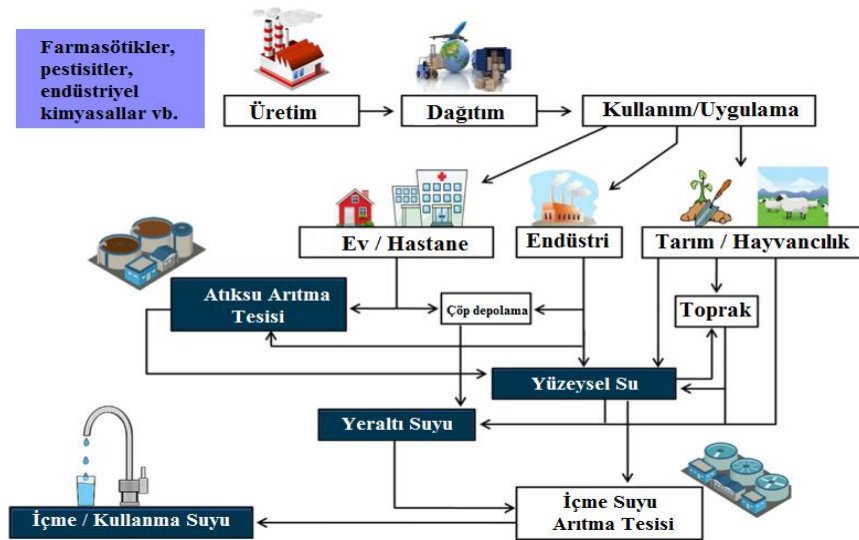 Farmasötikler,
pestisitler,
endüstriyel
kimyasallar vb.
Üretim
Dağıtım
Kullanım/Uygulama
Ev / Hastane
Endüstri
Tarım / Hayvancılık
Atıksu Arıtma
Tesisi
Çöp depolama
Toprak
Yüzeysel Su
Yeraltı Suyu
İçme Suyu
Arıtma Tesisi
İçme / Kullanma Suyu